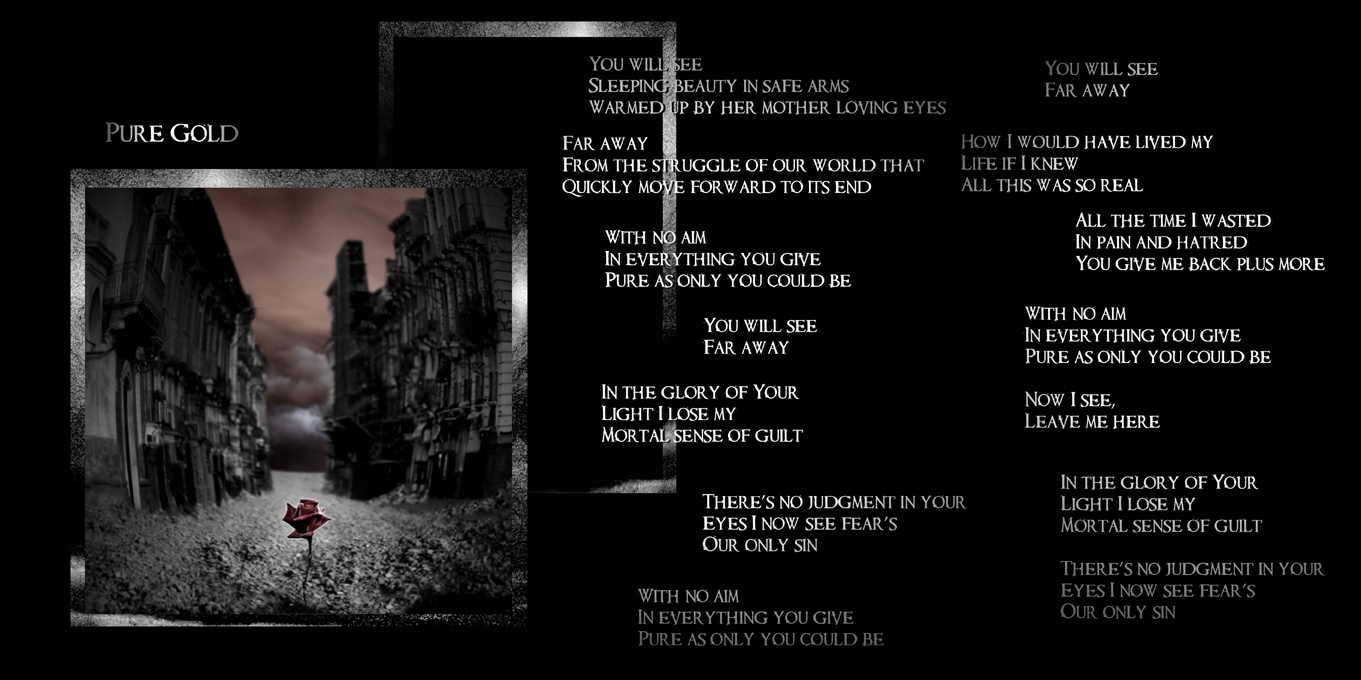 Pure Gold
You will see
Sleeping beauty in safe arms
Warmed up by her mother loving eyes
Far away
From the struggle of our world that
Quickly move forward to its end
With no aim
In everything you give
Pure as only you could be
You will see
Far away
In the glory of Your
Light I lose my
Mortal sense of guilt
There's no judgment in your
Eyes I now see fear's
Our only sin
With no aim
In everything you give
Pure as only you could be
You will see
Far away
How I would have lived my
Life if I knew
All this was so real
All the time I wasted
In pain and hatred
You give me back plus more
With no aim
In everything you give
Pure as only you could be
Now I see,
Leave me here
In the glory of Your
Light I lose my
Mortal sense of guilt
There's no judgment in your
Eyes I now see fear's
Our only sin